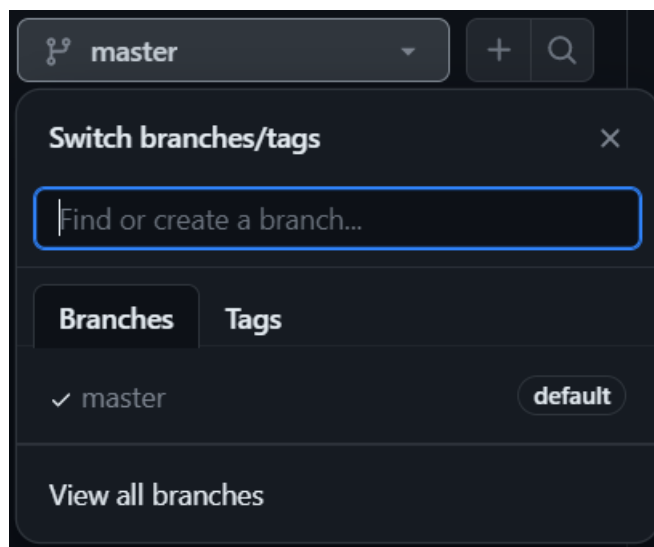 master
Switch branches/tags
Find or create a branch...
Branches Tags
master default
View all branches